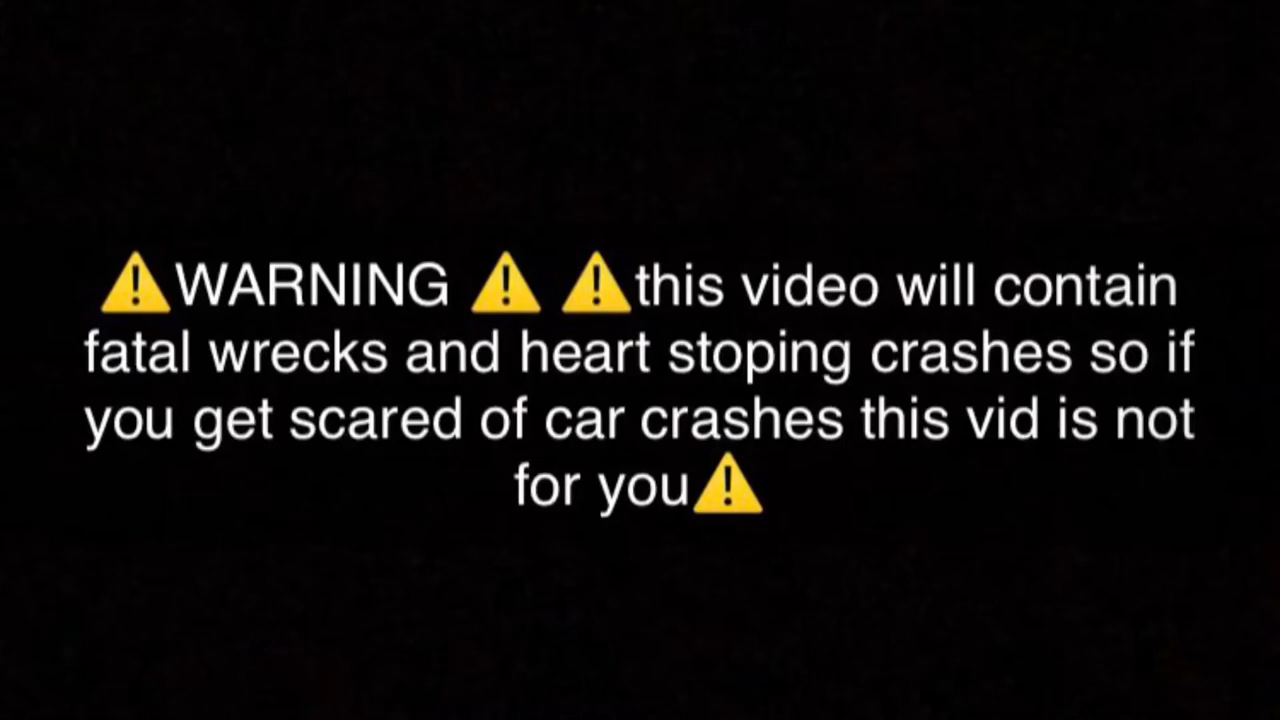 ⚠️WARNING ⚠️ ⚠️this video will contain
fatal wrecks and heart stoping crashes so if
you get scared of car crashes this vid is not
for you⚠️